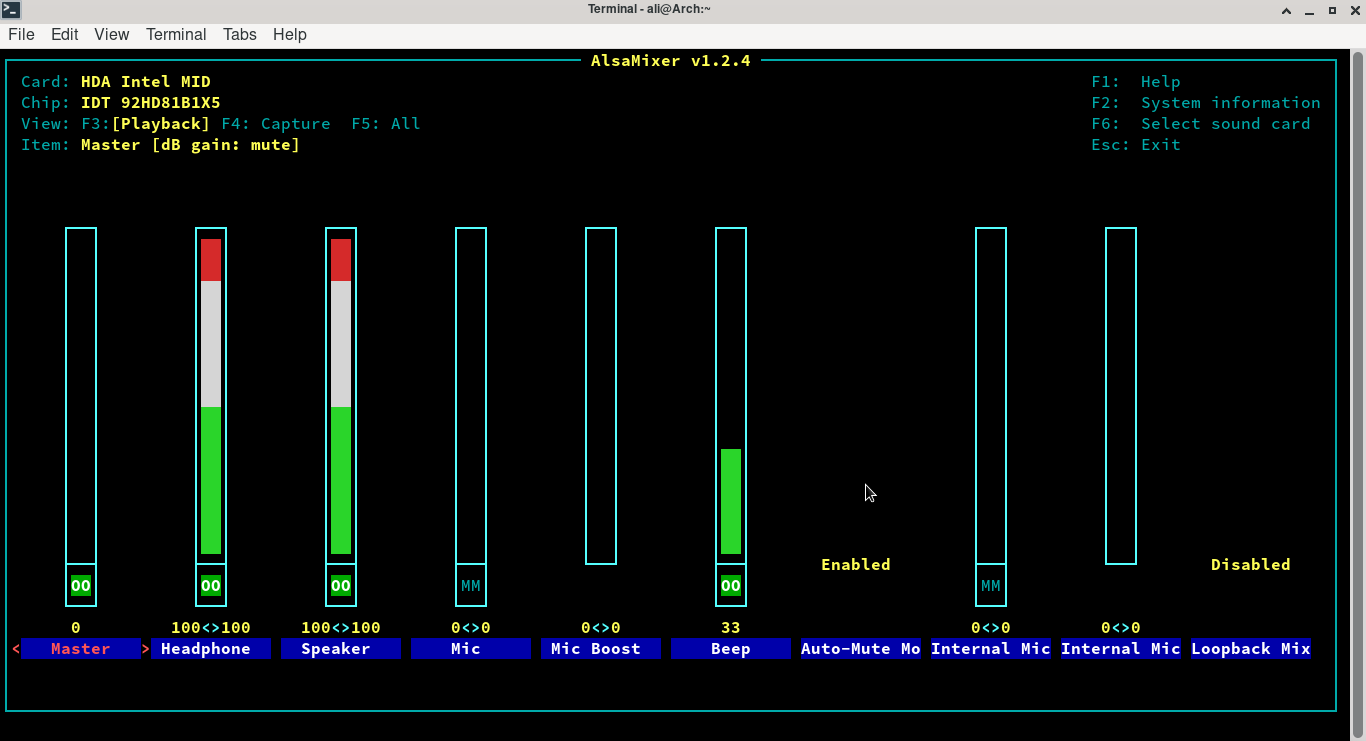 Terminal - ali@Arch:~
File Edit View Terminal Tabs Help
AlsaMixer v1.2.4
Card: HDA Intel MID F1: Help
Chip: IDT 92HD81B1X5 F2: System information
View: F3:[Playback] F4: Capture F5: All F6: Select sound card
Item: Master [dB gain: mute] Esc: Exit
Enabled Disabled
OO OO OO MM OO MM
0 100<>100 100<>100 0<>0 0<>0 33 0<>0 0<>0
< Master > Headphone Speaker Mic Mic Boost Beep Auto-Mute Mo Internal Mic Internal Mic Loopback Mix